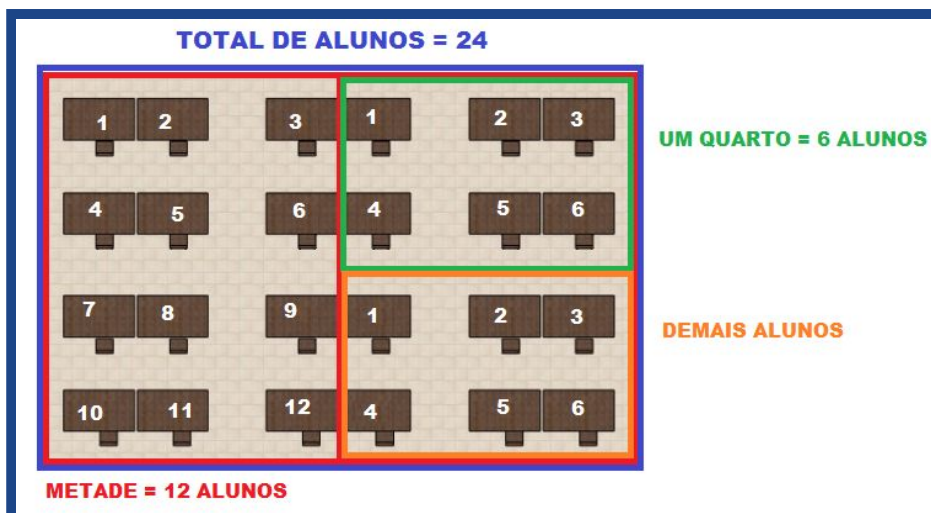 TOTAL DE ALUNOS = 24
1 2 3 1 2 3
UM QUARTO = 6 ALUNOS
4 5 6 4 5 6
7 8 9 1 2 3
DEMAIS ALUNOS
10 11 12 4 5 6
METADE = 12 ALUNOS